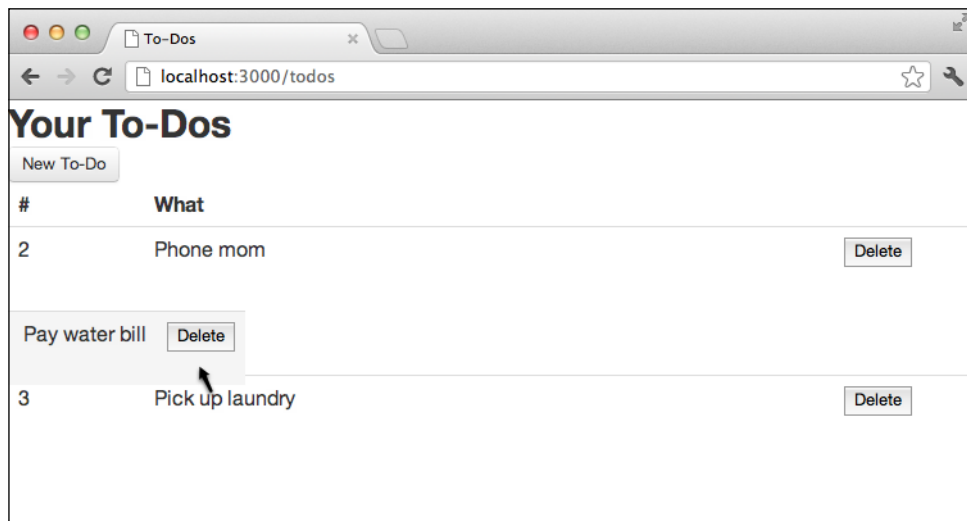 To-Dos
localhost:3000/todos
Your To-Dos
New To-Do
# What
2 Phone mom Delete
Pay water bill Delete
3 Pick up laundry Delete